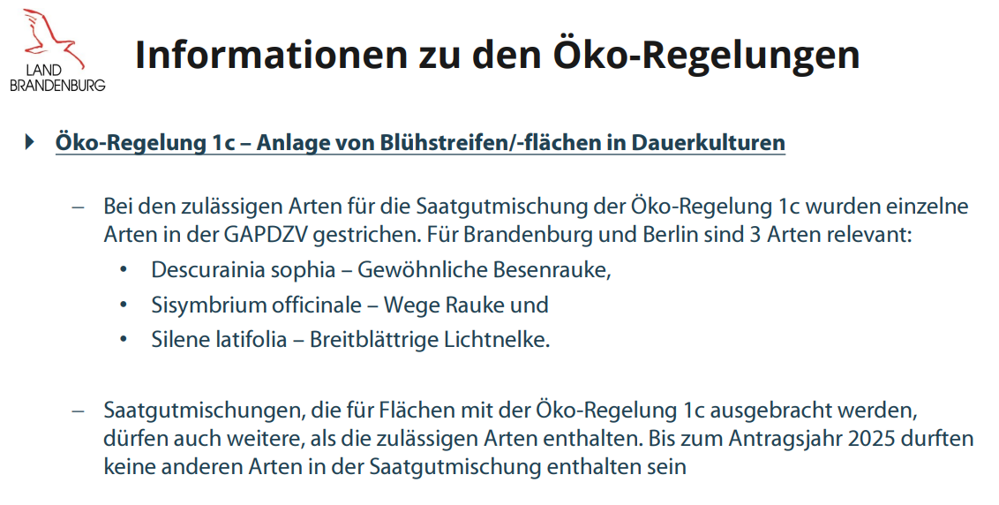 LAND
BRANDENBURG
Informationen zu den Öko-Regelungen
Öko-Regelung 1c – Anlage von Blühstreifen/-flächen in Dauerkulturen
– Bei den zulässigen Arten für die Saatgutmischung der Öko-Regelung 1c wurden einzelne
Arten in der GAPDZV gestrichen. Für Brandenburg und Berlin sind 3 Arten relevant:
• Descurainia sophia – Gewöhnliche Besenrauke,
• Sisymbrium officinale – Wege Rauke und
• Silene latifolia – Breitblättrige Lichtnelke.
– Saatgutmischungen, die für Flächen mit der Öko-Regelung 1c ausgebracht werden,
dürfen auch weitere, als die zulässigen Arten enthalten. Bis zum Antragsjahr 2025 durften
keine anderen Arten in der Saatgutmischung enthalten sein